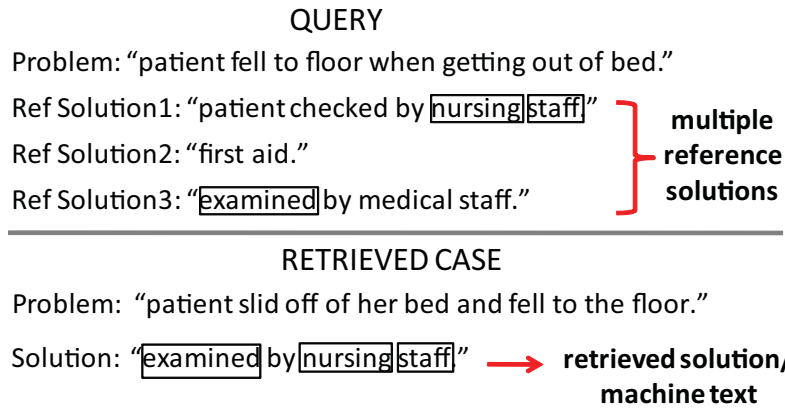 QUERY
Problem: “patient fell to floor when getting out of bed.”
Ref Solution1: “patient checked by nursing staff.”
Ref Solution2: “first aid.”
Ref Solution3: “examined by medical staff.”
multiple
reference
solutions
RETRIEVED CASE
Problem: “patient slid off of her bed and fell to the floor.”
Solution: “examined by nursing staff.”
retrieved solution/
machine text